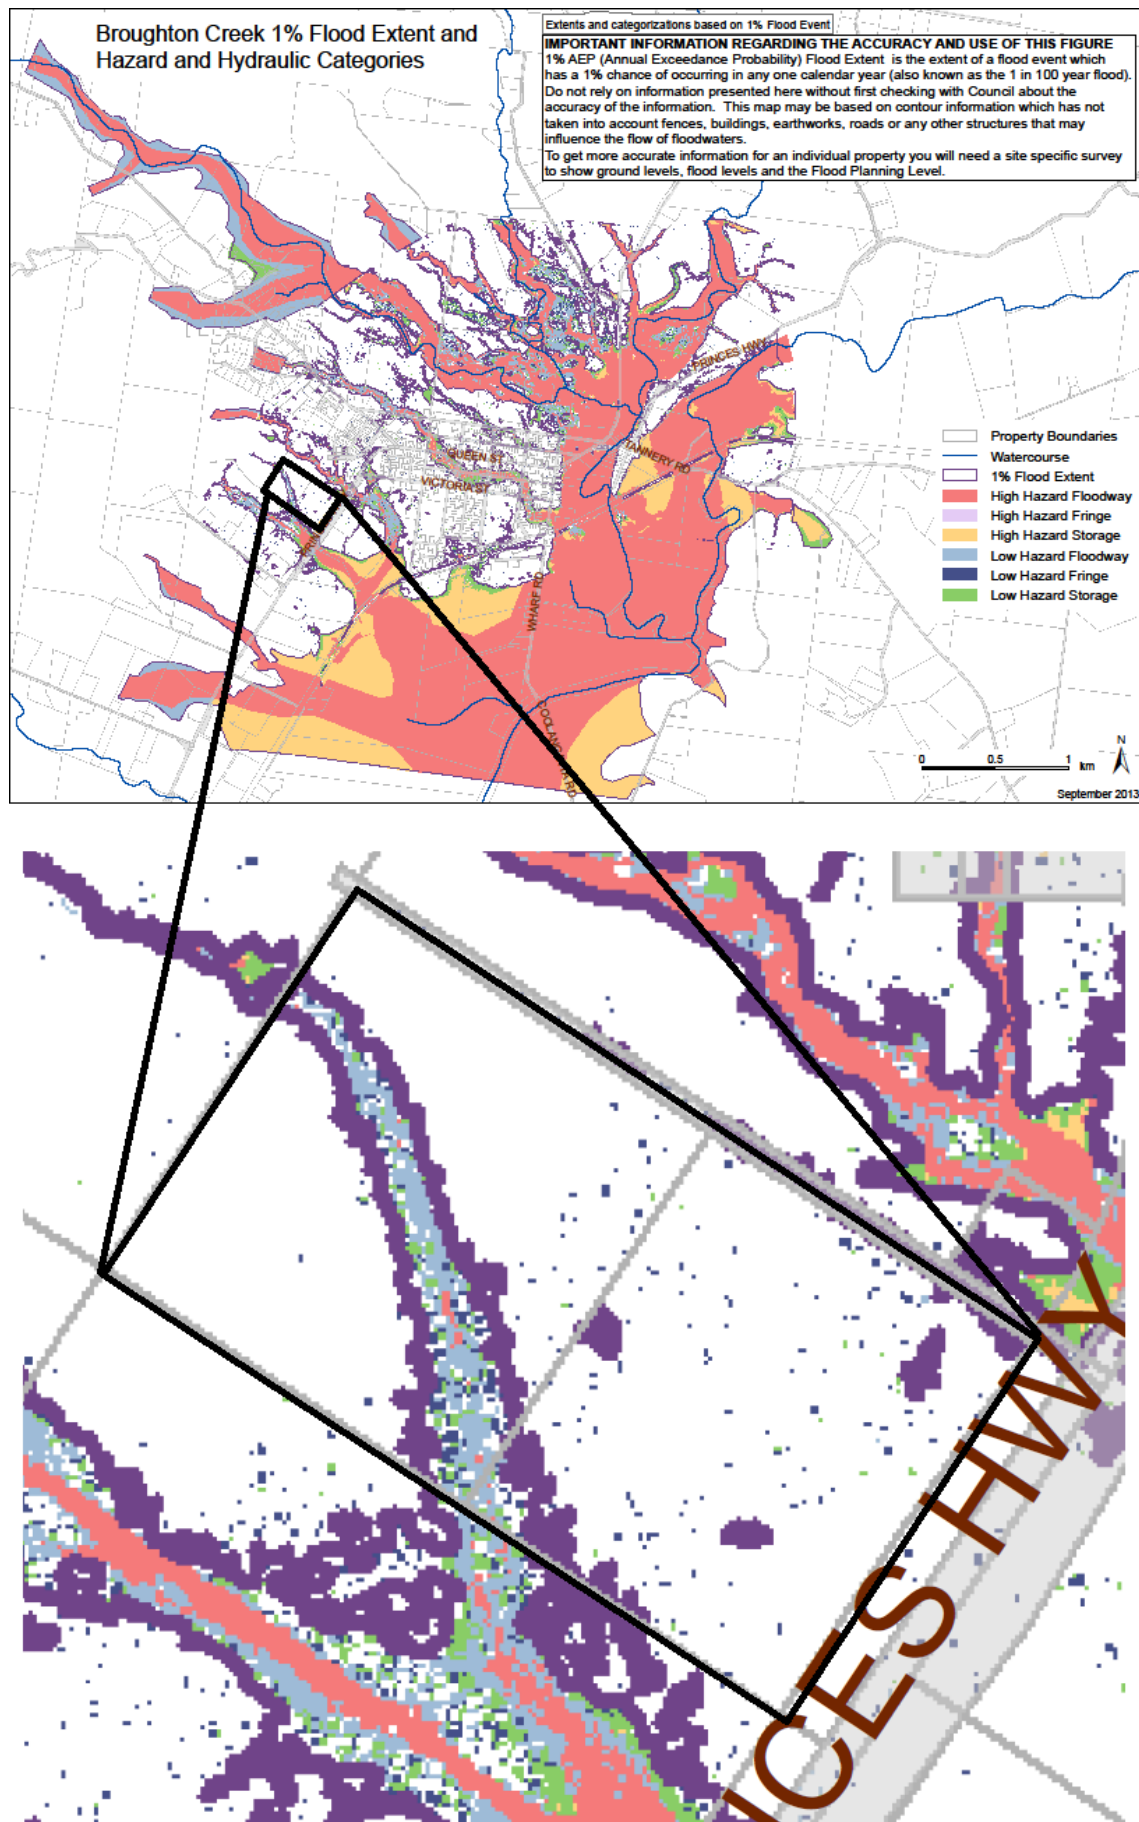 Broughton Creek 1% Flood Extent and
Hazard and Hydraulic Categories
Extents and categorizations based on 1% Flood Event
IMPORTANT INFORMATION REGARDING THE ACCURACY AND USE OF THIS FIGURE
1% AEP (Annual Exceedance Probability) Flood Extent is the extent of a flood event which
has a 1% chance of occurring in any one calendar year (also known as the 1 in 100 year flood).
Do not rely on information presented here without first checking with Council about the
accuracy of the information. This map may be based on contour information which has not
taken into account fences, buildings, earthworks, roads or any other structures that may
influence the flow of floodwaters.
To get more accurate information for an individual property you will need a site specific survey
to show ground levels, flood levels and the Flood Planning Level.
PRINCES HWY
TANNERY RD
QUEEN ST
VICTORIA ST
PRIN
WHARF RD
COOLANGATTA RD
Property Boundaries
Watercourse
1% Flood Extent
High Hazard Floodway
High Hazard Fringe
High Hazard Storage
Low Hazard Floodway
Low Hazard Fringe
Low Hazard Storage
N
0 0.5 1
km
September 2013
ICES HWY